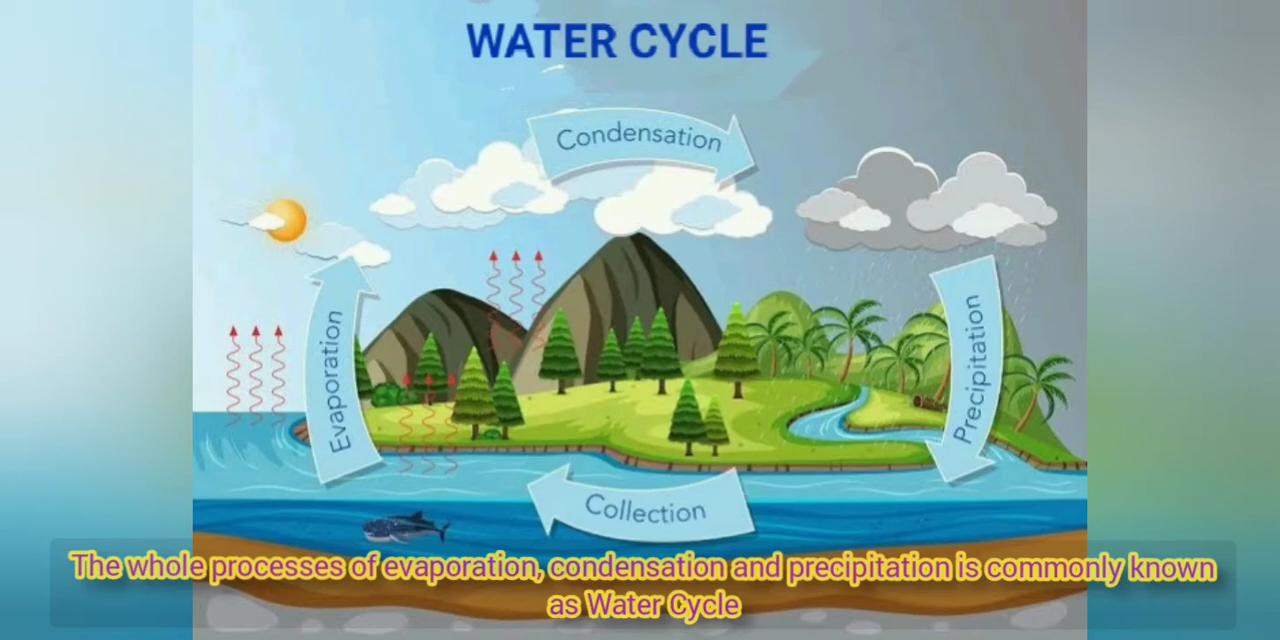 WATER CYCLE
Condensation
Evaporation
Precipitation
Collection
The whole processes of evaporation, condensation and precipitation is commonly known
as Water Cycle